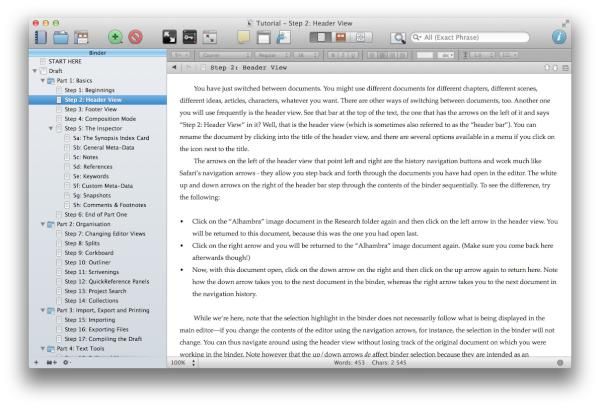 Tutorial - Step 2: Header View
All (Exact Phrase)
Binder
START HERE
Draft
Part 1: Basics
Step 1: Beginnings
Step 2: Header View
Step 3: Footer View
Step 4: Composition Mode
Step 5: The Inspector
5a: The Synopsis Index Card
5b: General Meta-Data
5c: Notes
5d: References
5e: Keywords
5f: Custom Meta-Data
5g: Snapshots
5h: Comments & Footnotes
Step 6: End of Part One
Part 2: Organisation
Step 7: Changing Editor Views
Step 8: Splits
Step 9: Corkboard
Step 10: Outliner
Step 11: Scrivenings
Step 12: QuickReference Panels
Step 13: Project Search
Step 14: Collections
Part 3: Import, Export and Printing
Step 15: Importing
Step 16: Exporting Files
Step 17: Compiling the Draft
Part 4: Text Tools
Courier
Regular
Step 2: Header View
You have just switched between documents. You might use different documents for different chapters, different scenes,
different ideas, articles, characters, whatever you want. There are other ways of switching between documents, too. Another one
you will use frequently is the header view. See that bar at the top of the text, the one that has the arrows on the left of it and says
“Step 2: Header View” in it? Well, that is the header view (which is sometimes also referred to as the “header bar”). You can
rename the document by clicking into the title of the header view, and there are several options available in a menu if you click on
the icon next to the title.
The arrows on the left of the header view that point left and right are the history navigation buttons and work much like
Safari’s navigation arrows - they allow you step back and forth through the documents you have had open in the editor. The white
up and down arrows on the right of the header bar step through the contents of the binder sequentially. To see the difference, try
the following:
• Click on the “Alhambra” image document in the Research folder again and then click on the left arrow in the header view. You
will be returned to this document, because this was the one you had open last.
• Click on the right arrow and you will be returned to the “Alhambra” image document again. (Make sure you come back here
afterwards though!)
• Now, with this document open, click on the down arrow on the right and then click on the up arrow again to return here. Note
how the down arrow takes you to the next document in the binder, whereas the right arrow takes you to the next document in
the navigation history.
While we’re here, note that the selection highlight in the binder does not necessarily follow what is being displayed in the
main editor—if you change the contents of the editor using the navigation arrows, for instance, the selection in the binder will not
change. You can thus navigate around using the header view without losing track of the original document on which you were
working in the binder. Note however that the up/down arrows do affect binder selection because they are intended as an
100%
Words: 453 Chars: 2 545